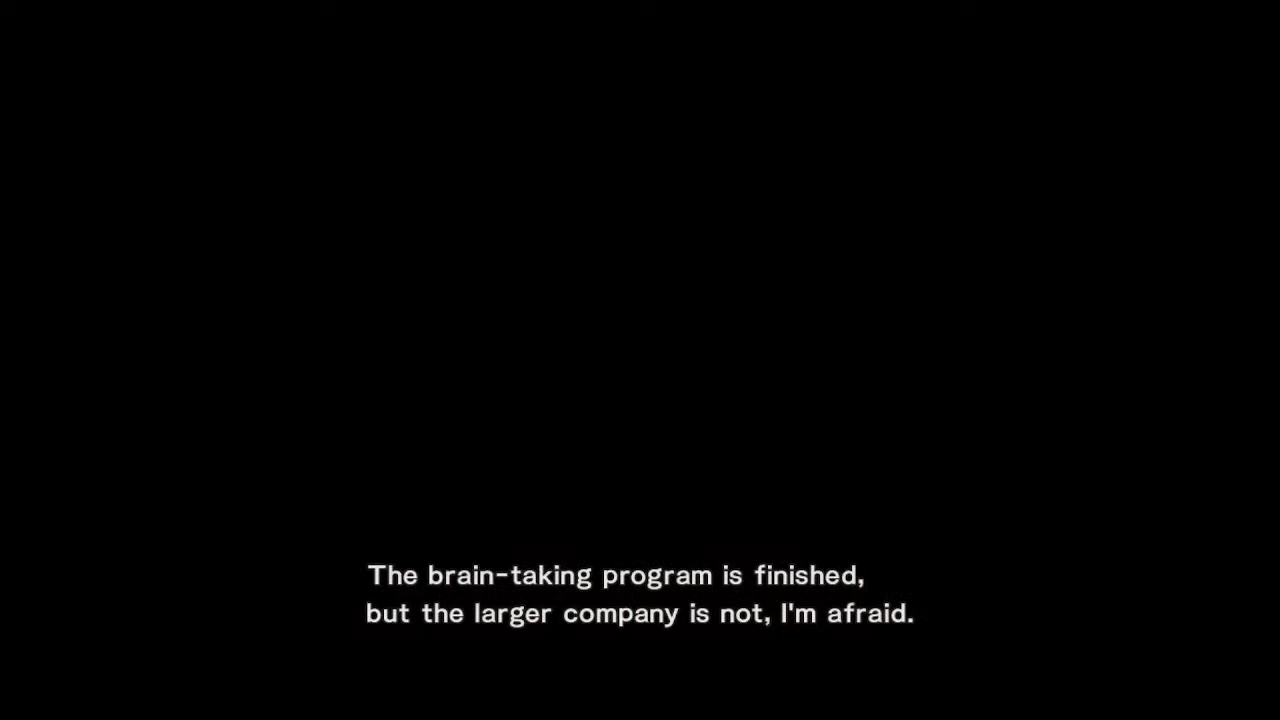 The brain-taking program is finished,
but the larger company is not, I'm afraid.